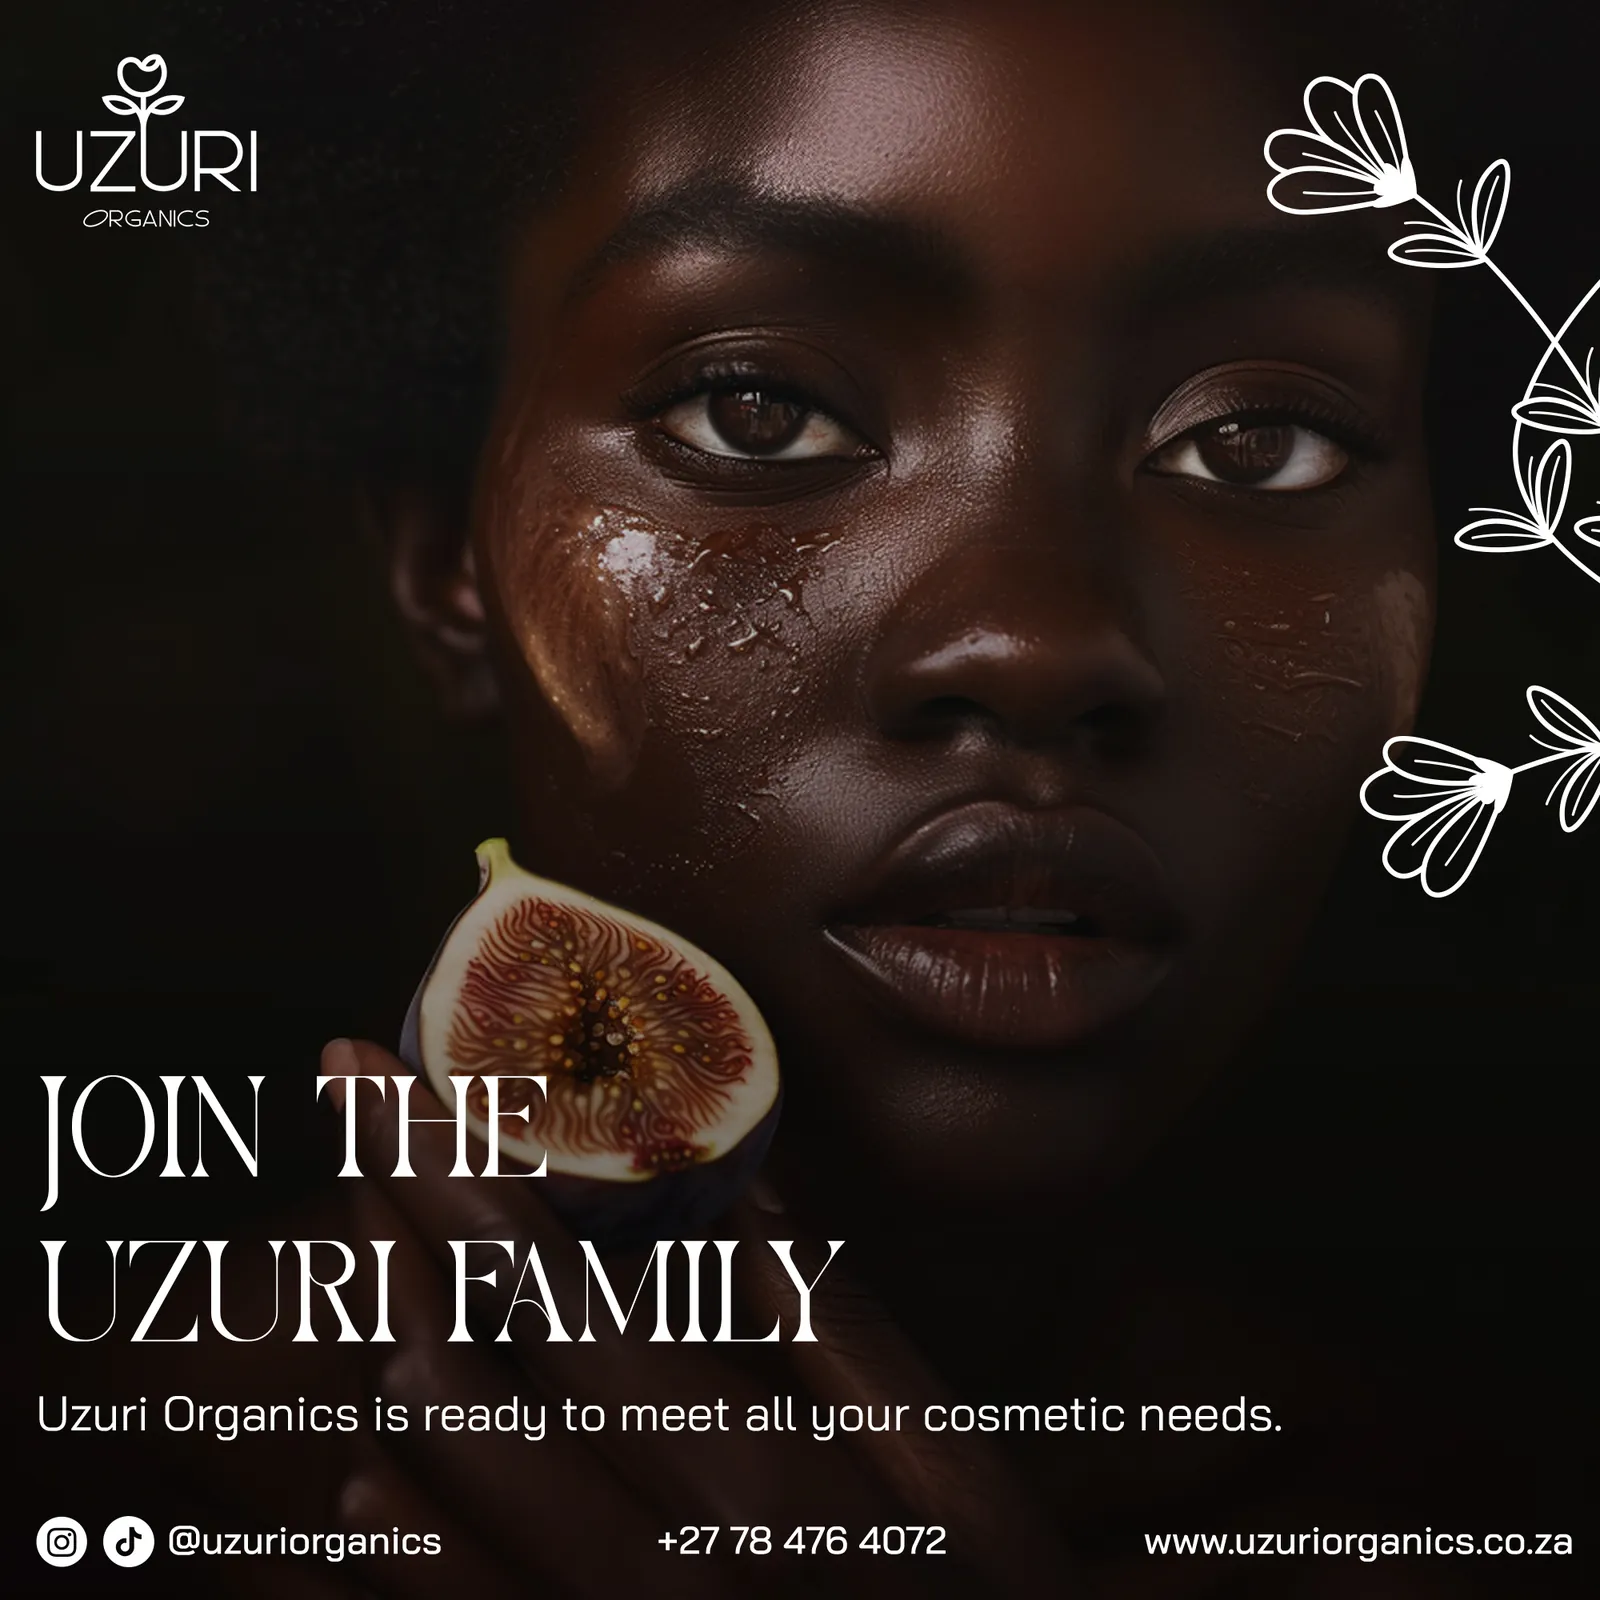 UZURI
ORGANICS
JOIN THE
UZURI FAMILY
Uzuri Organics is ready to meet all your cosmetic needs.
@uzuriorganics
+27 78 476 4072
www.uzuriorganics.co.za